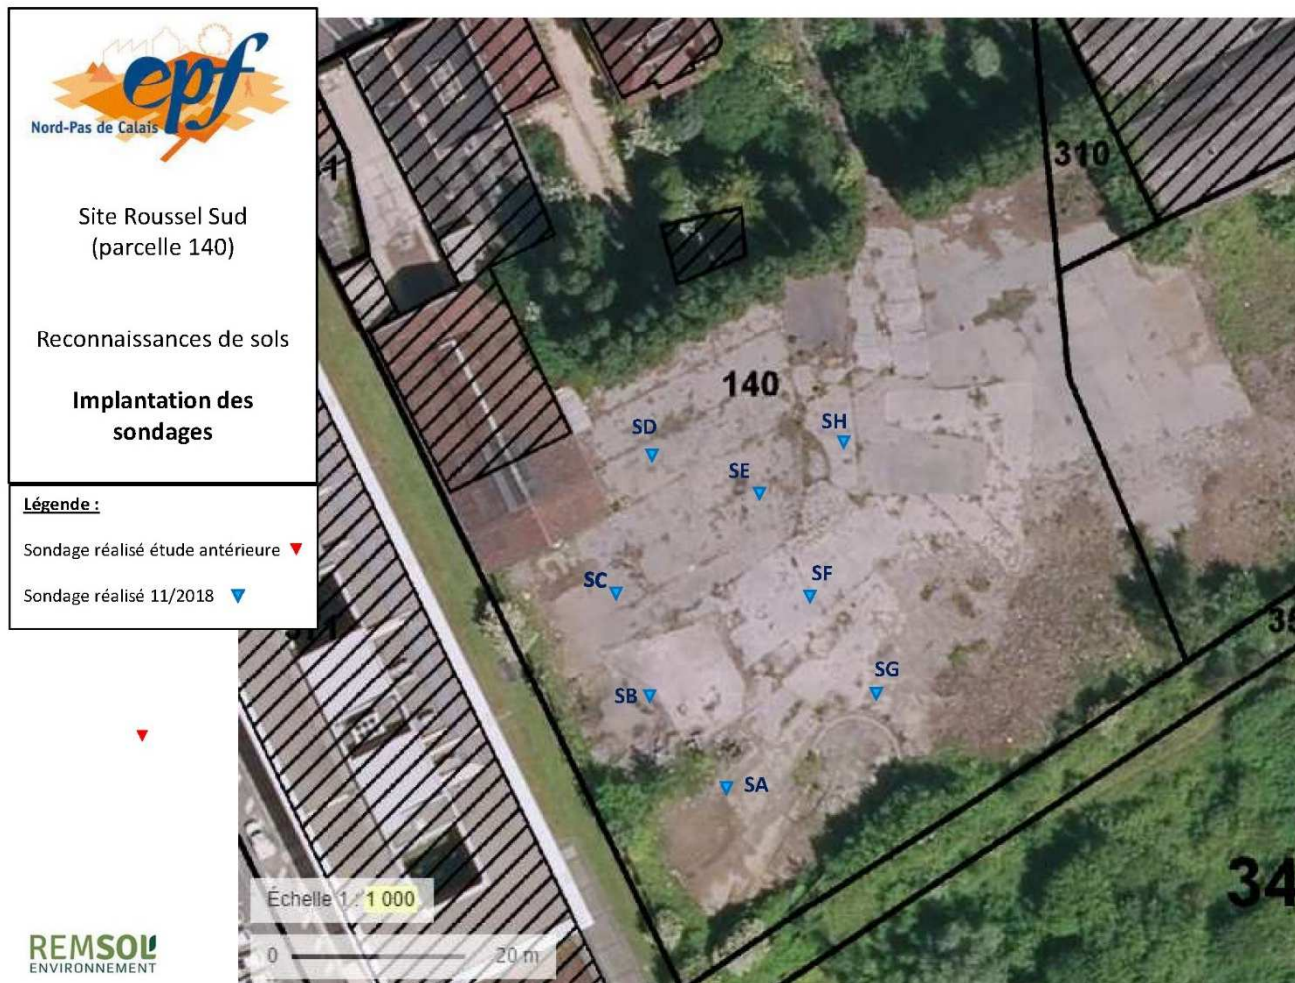 epf
Nord-Pas de Calais
Site Roussel Sud
(parcelle 140)
Reconnaissances de sols
Implantation des
sondages
Légende :
Sondage réalisé étude antérieure
Sondage réalisé 11/2018
310
140
SD
SH
SE
SC
SF
SG
SB
SA
34
Échelle 1 : 1 000
0 20 m
REMSOL
ENVIRONNEMENT